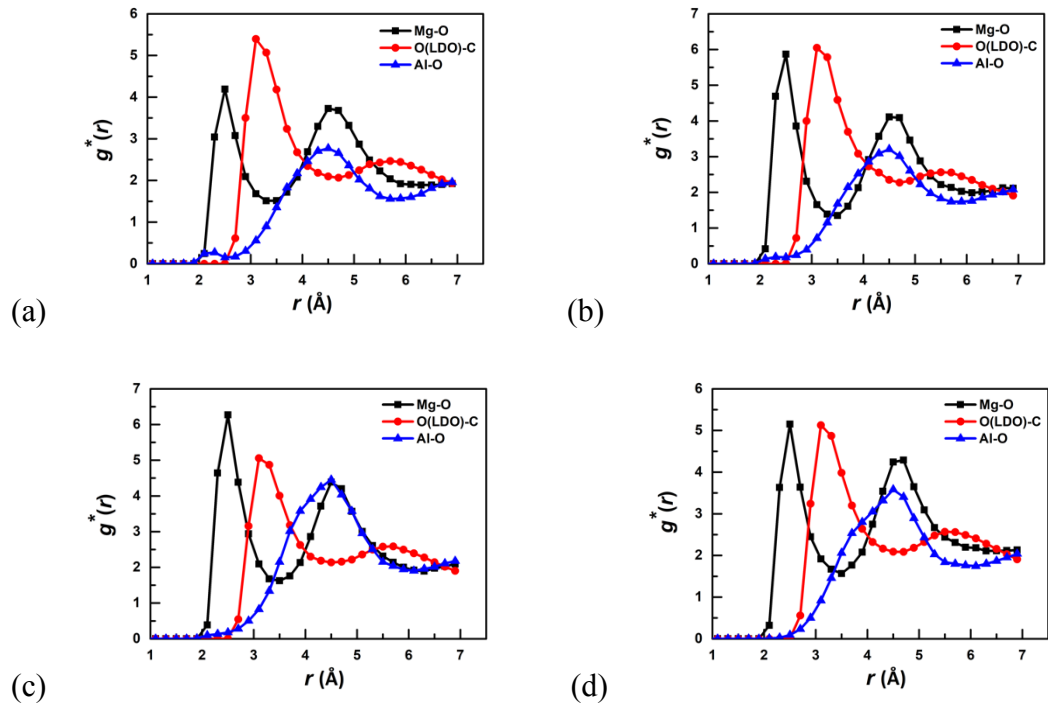 6
5
4
3
2
1
0
g*(r)
Mg-O
O(LDO)-C
Al-O
1 2 3 4 5 6 7
r (Å)
(a)
7
6
5
4
3
2
1
0
g*(r)
Mg-O
O(LDO)-C
Al-O
1 2 3 4 5 6 7
r (Å)
(b)
7
6
5
4
3
2
1
0
g*(r)
Mg-O
O(LDO)-C
Al-O
1 2 3 4 5 6 7
r (Å)
(c)
6
5
4
3
2
1
0
g*(r)
Mg-O
O(LDO)-C
Al-O
1 2 3 4 5 6 7
r (Å)
(d)